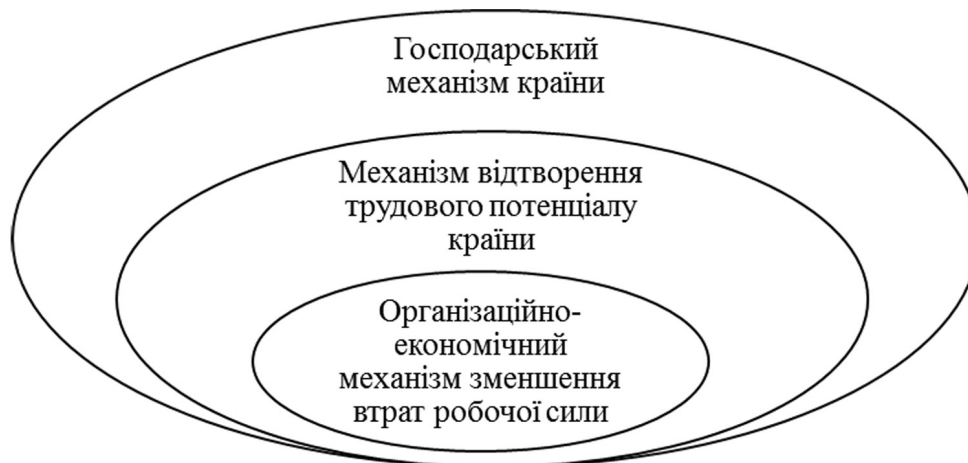 Господарський
механізм країни
Механізм відтворення
трудового потенціалу
країни
Організаційно-
економічний
механізм зменшення
втрат робочої сили